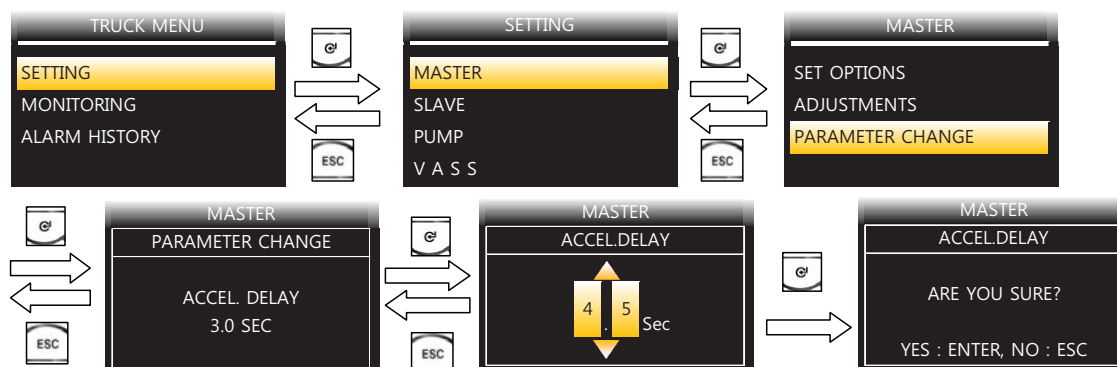 TRUCK MENU
SETTING
MONITORING
ALARM HISTORY
ESC
SETTING
MASTER
SLAVE
PUMP
V A S S
ESC
MASTER
SET OPTIONS
ADJUSTMENTS
PARAMETER CHANGE
ESC
MASTER
PARAMETER CHANGE
ACCEL. DELAY
3.0 SEC
ESC
MASTER
ACCEL.DELAY
4 . 5 Sec
MASTER
ACCEL.DELAY
ARE YOU SURE?
YES : ENTER, NO : ESC